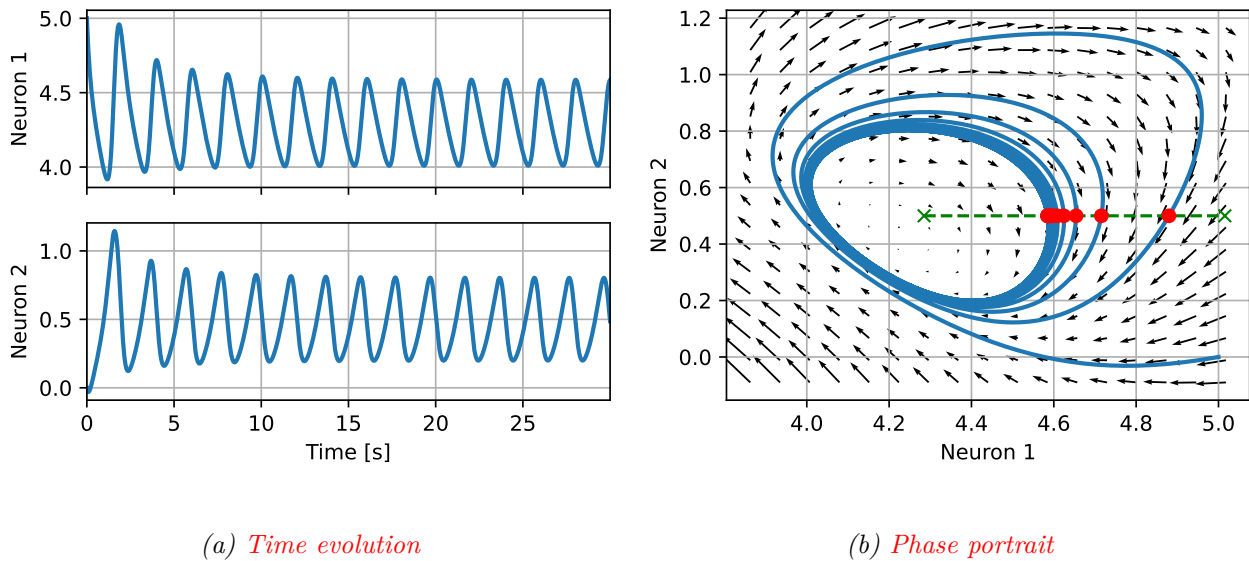 5.0
4.5
4.0
Neuron 1
1.0
0.5
0.0
Neuron 2
0 5 10 15 20 25
Time [s]
(a) Time evolution
1.2
1.0
0.8
0.6
0.4
0.2
0.0
Neuron 2
4.0 4.2 4.4 4.6 4.8 5.0
Neuron 1
(b) Phase portrait